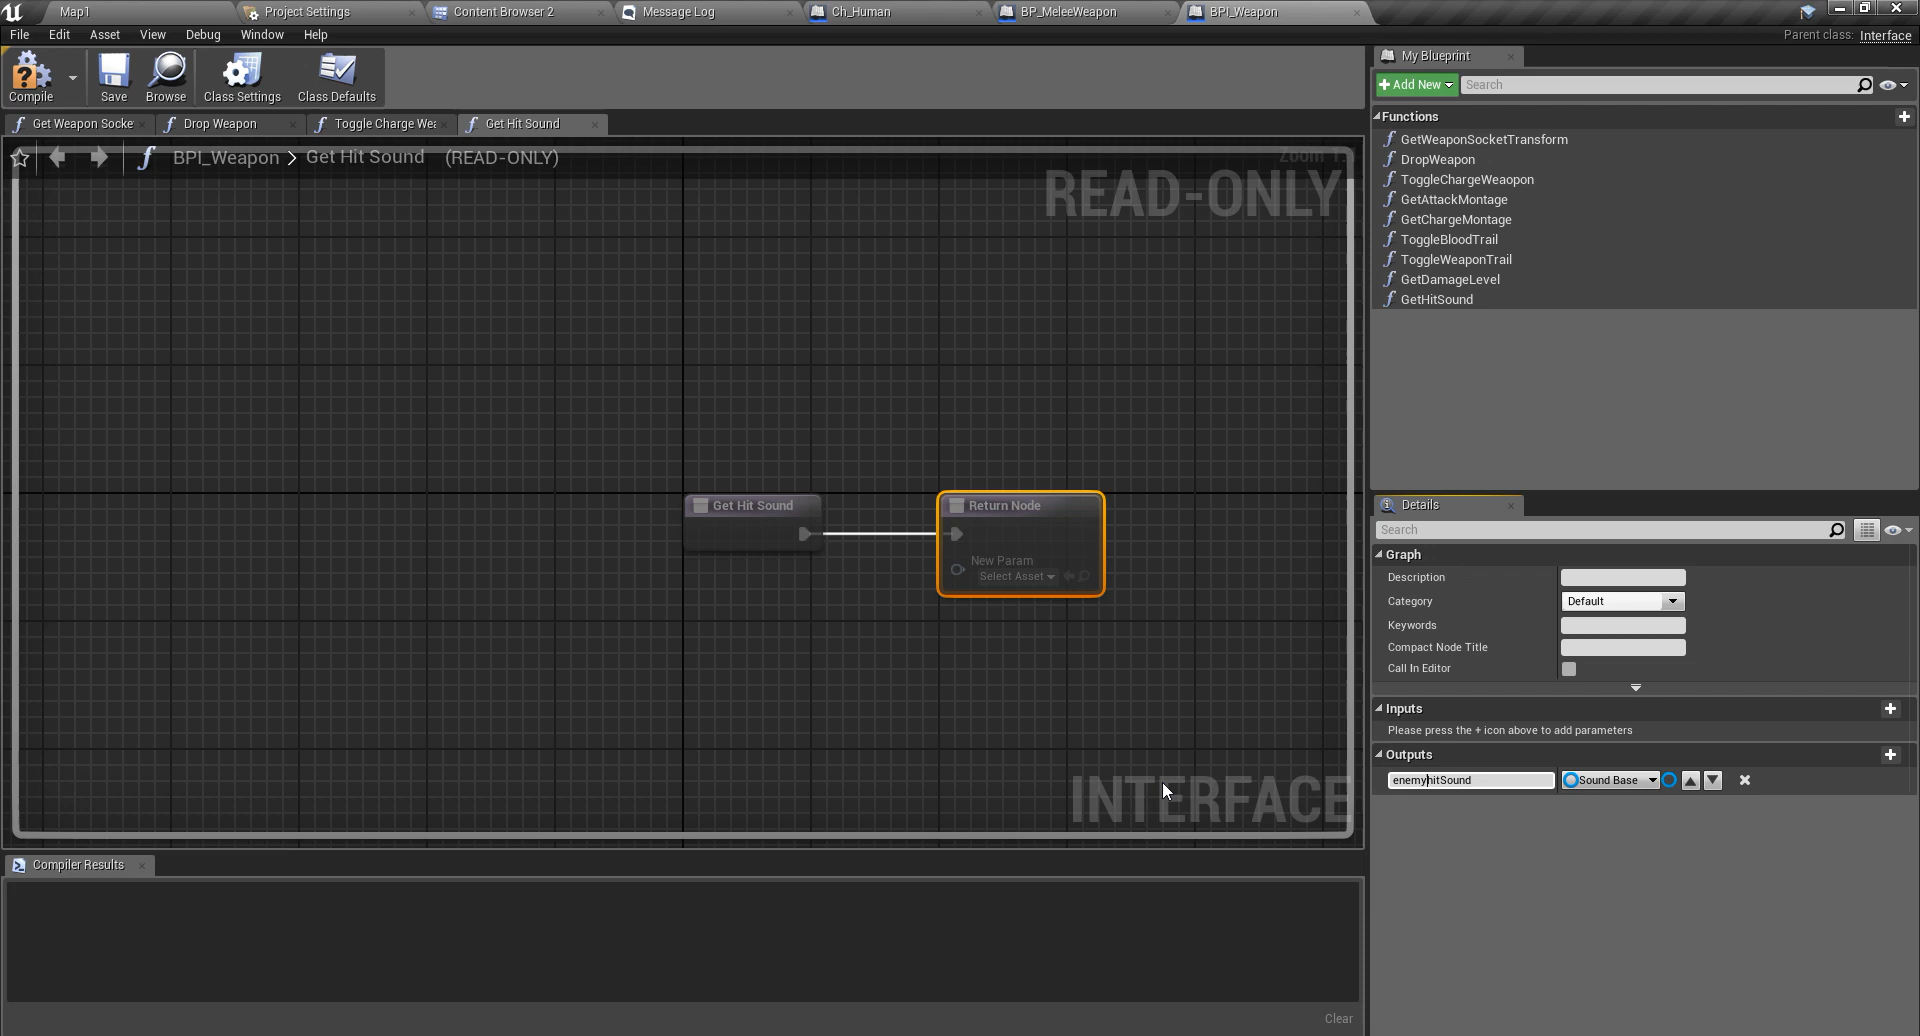 Map1
Project Settings
Content Browser 2
Message Log
Ch_Human
BP_MeleeWeapon
BPI_Weapon
File Edit Asset View Debug Window Help
Parent class: Interface
Compile
Save
Browse
Class Settings
Class Defaults
My Blueprint
Add New
Search
Get Weapon Socke
Drop Weapon
Toggle Charge Wea
Get Hit Sound
BPI_Weapon > Get Hit Sound (READ-ONLY)
READ-ONLY
Functions
GetWeaponSocketTransform
DropWeapon
ToggleChargeWeaopon
GetAttackMontage
GetChargeMontage
ToggleBloodTrail
ToggleWeaponTrail
GetDamageLevel
GetHitSound
Get Hit Sound
Return Node
New Param
Select Asset
INTERFACE
Details
Search
Graph
Description
Category Default
Keywords
Compact Node Title
Call In Editor
Inputs
Please press the + icon above to add parameters
Outputs
enemyhitSound Sound Base
Compiler Results
Clear